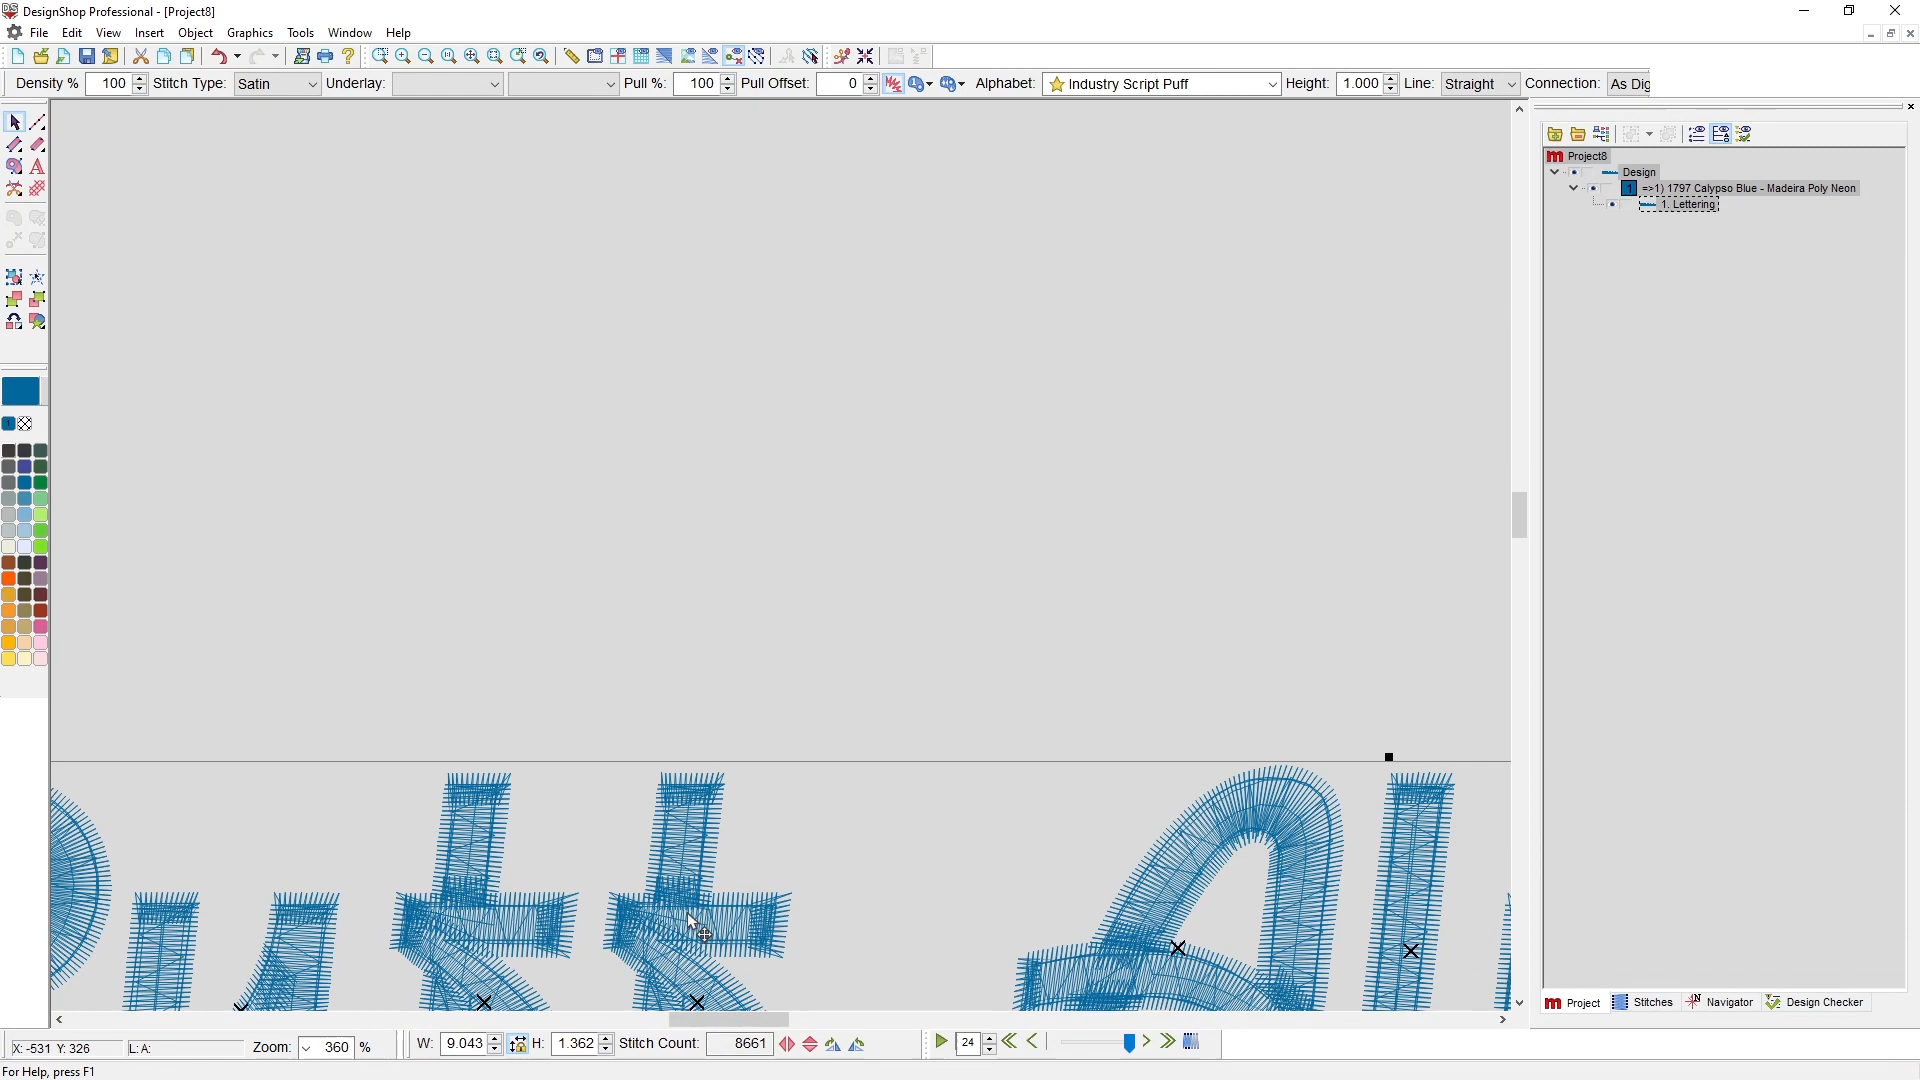 DesignShop Professional - [Project8]
File Edit View Insert Object Graphics Tools Window Help
Density % 100 Stitch Type: Satin Underlay: Pull %: 100 Pull Offset: 0 Alphabet: Industry Script Puff Height: 1.000 Line: Straight Connection: As Dig
Project8
Design
1 =>1) 1797 Calypso Blue - Madeira Poly Neon
1. Lettering
1
Project Stitches Navigator Design Checker
X: -531 Y: 326 L: A: Zoom: 360 % W: 9.043 H: 1.362 Stitch Count: 8661 24
For Help, press F1